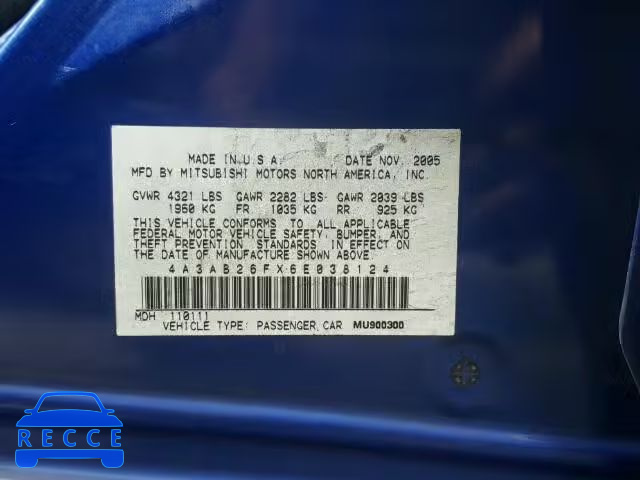 MADE IN U.S.A. DATE NOV. 2005
MFD BY MITSUBISHI MOTORS NORTH AMERICA, INC
GVWR 4321 LBS GAWR 2282 LBS GAWR 2039 LBS
1960 KG FR 1035 KG RR 925 KG
THIS VEHICLE CONFORMS TO ALL APPLICABLE
FEDERAL MOTOR VEHICLE SAFETY, BUMPER, AND
THEFT PREVENTION STANDARDS IN EFFECT ON
THE DATE OF MANUFACTURE SHOWN ABOVE.
4A3AB26FX6E038124
MDH 110111
VEHICLE TYPE: PASSENGER CAR MU900300
RECCE